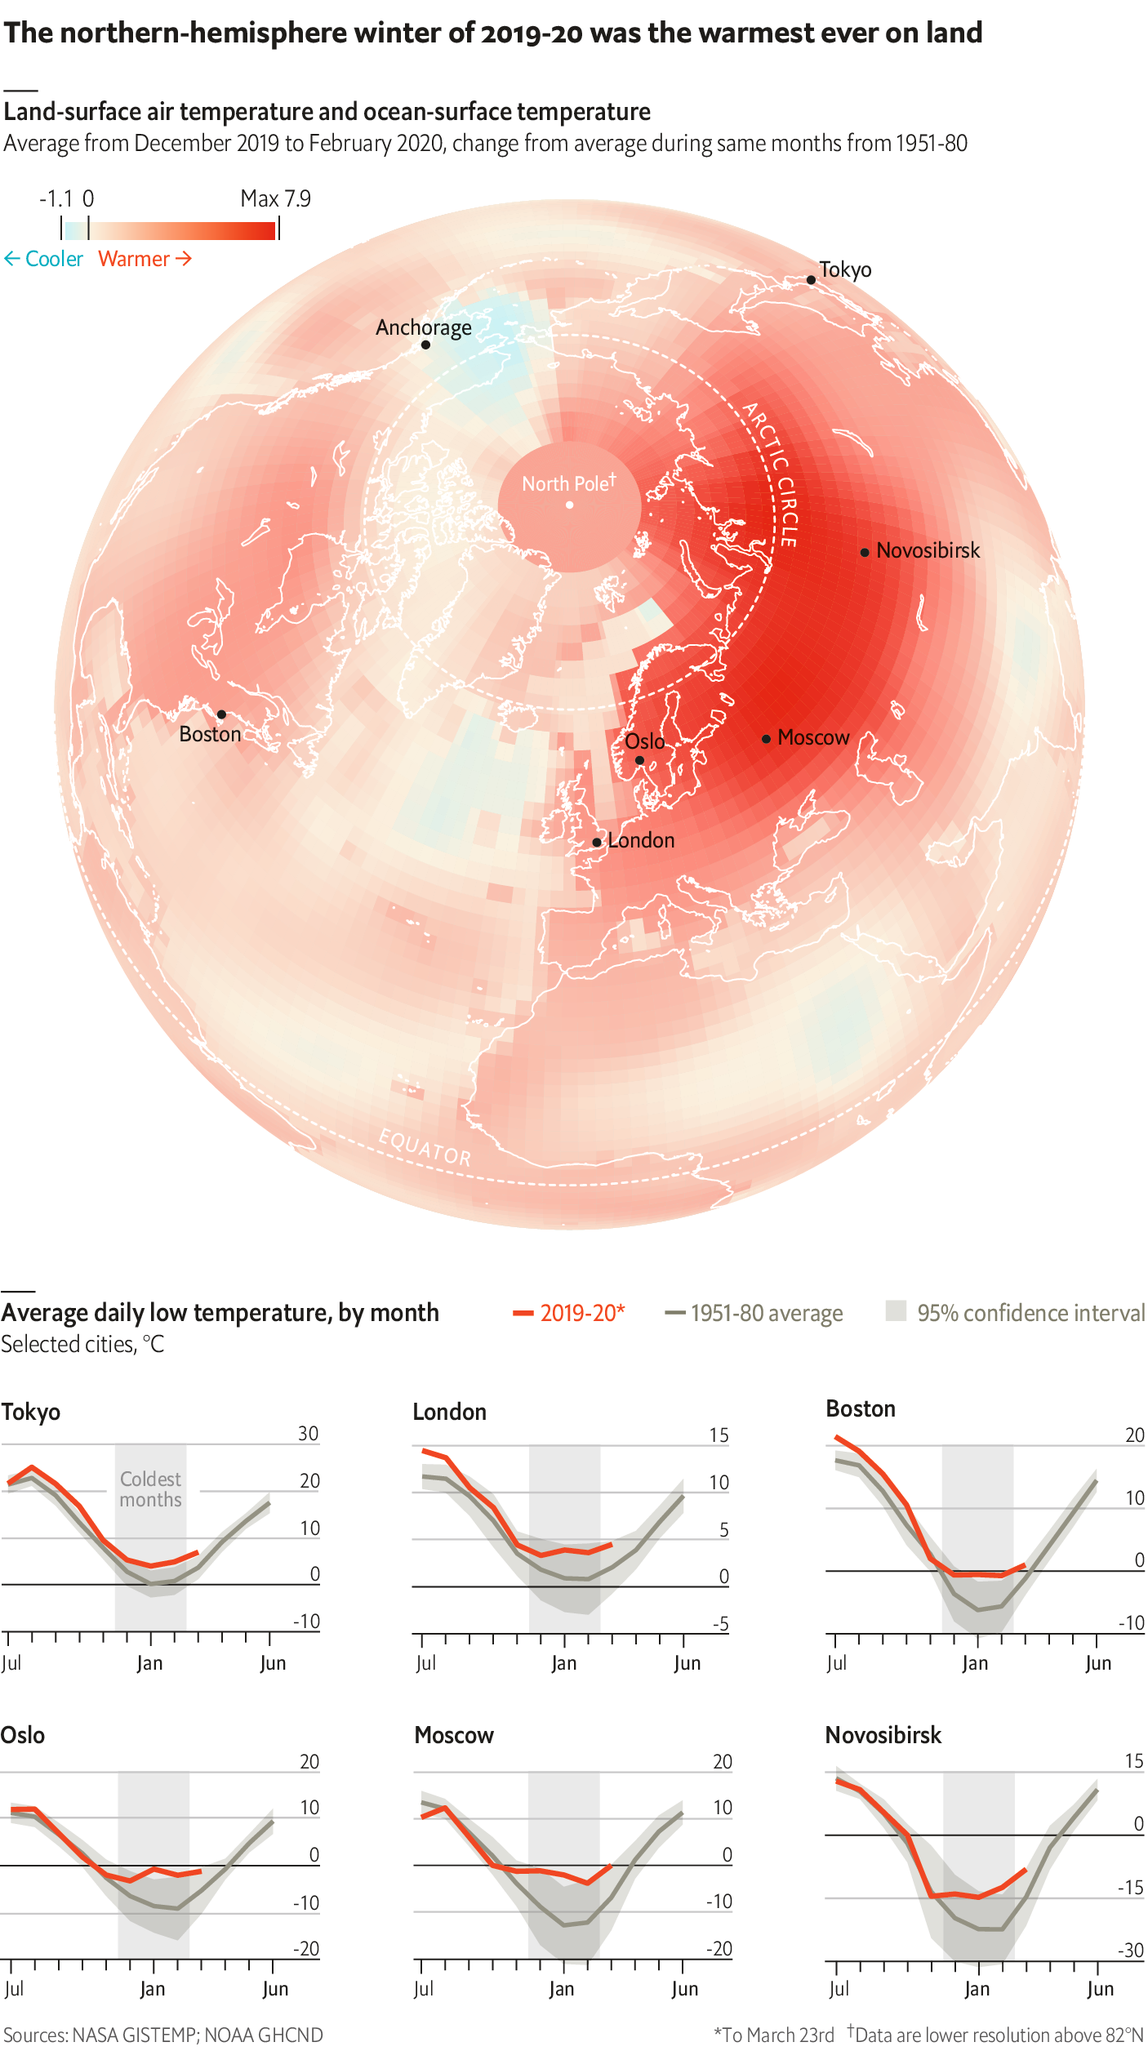 The northern-hemisphere winter of 2019-20 was the warmest ever on land
Land-surface air temperature and ocean-surface temperature
Average from December 2019 to February 2020, change from average during same months from 1951-80
-1.1 0 Max 7.9
← Cooler Warmer →
Tokyo
Anchorage
ARCTIC CIRCLE
North Pole†
Novosibirsk
Boston
Oslo
Moscow
London
EQUATOR
Average daily low temperature, by month
2019-20*
1951-80 average
95% confidence interval
Selected cities, °C
Tokyo
30
Coldest
months
20
10
0
-10
Jul Jan Jun
London
15
10
5
0
-5
Jul Jan Jun
Boston
20
10
0
-10
Jul Jan Jun
Oslo
20
10
0
-10
-20
Jul Jan Jun
Moscow
20
10
0
-10
-20
Jul Jan Jun
Novosibirsk
15
0
-15
-30
Jul Jan Jun
Sources: NASA GISTEMP; NOAA GHCND
*To March 23rd †Data are lower resolution above 82°N